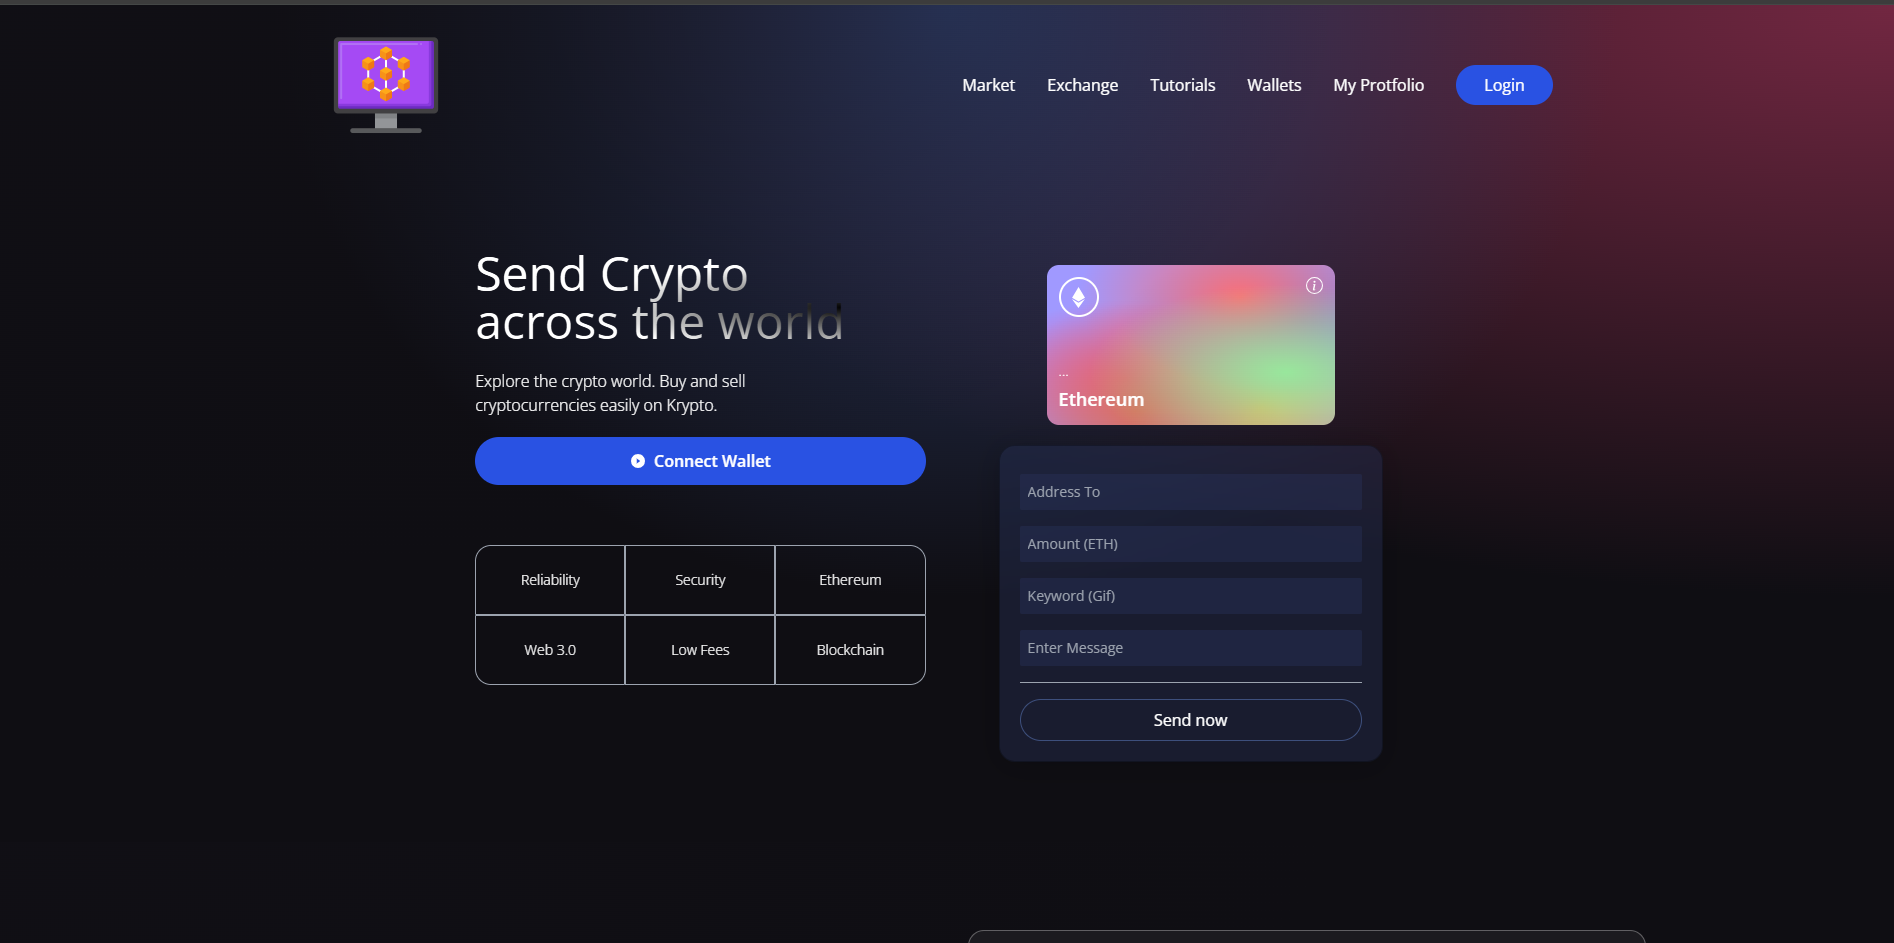 Market Exchange Tutorials Wallets My Protfolio Login
Send Crypto
across the world
Explore the crypto world. Buy and sell
cryptocurrencies easily on Krypto.
Connect Wallet
Reliability Security Ethereum
Web 3.0 Low Fees Blockchain
i
...
Ethereum
Address To
Amount (ETH)
Keyword (Gif)
Enter Message
Send now